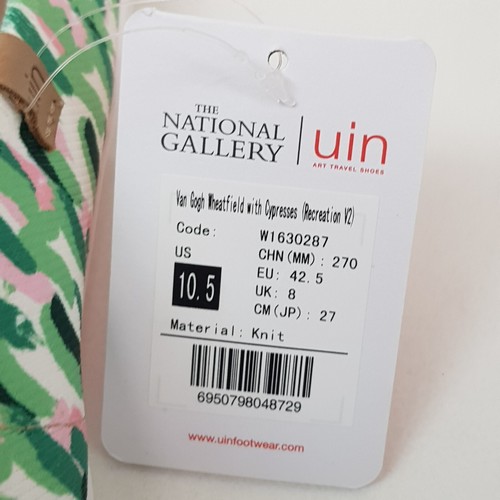 THE
NATIONAL
GALLERY
uin
ART TRAVEL SHOES
Van Gogh Wheatfield with Cypresses (Recreation V2)
Code: W1630287
US
10.5
CHN(MM): 270
EU: 42.5
UK: 8
CM(JP): 27
Material: Knit
6950798048729
www.uinfootwear.com
uin